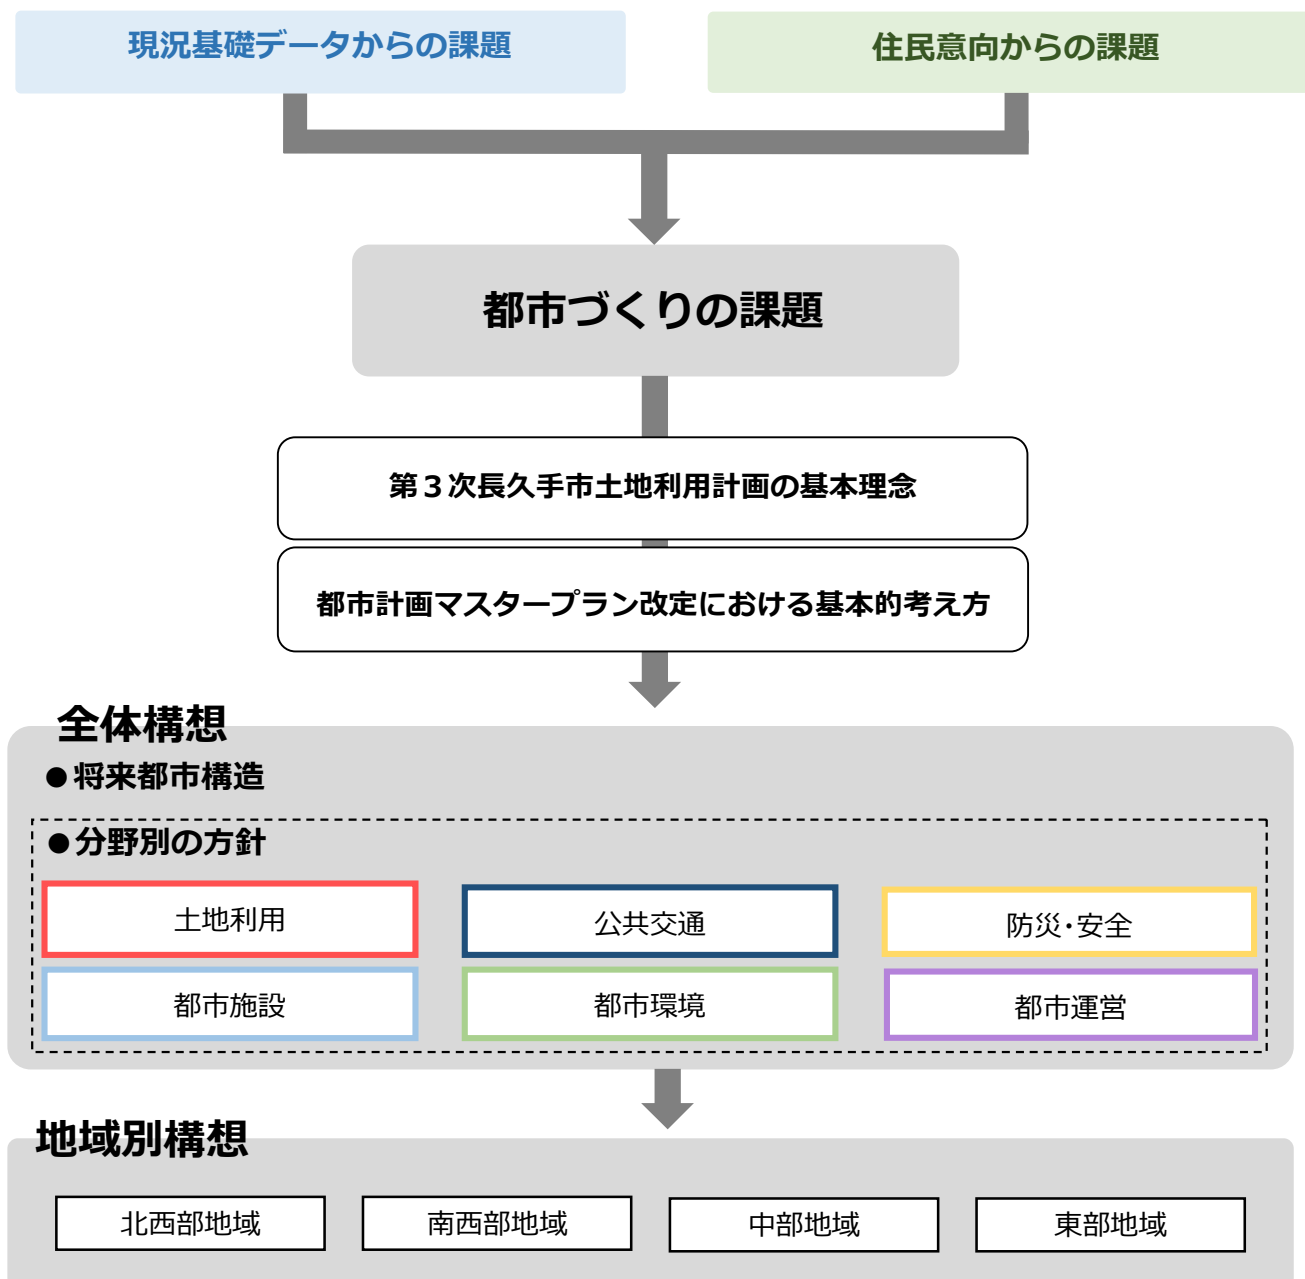 現況基礎データからの課題
住民意向からの課題
都市づくりの課題
第３次長久手市土地利用計画の基本理念
都市計画マスタープラン改定における基本的考え方
全体構想
●将来都市構造
●分野別の方針
土地利用
公共交通
防災･安全
都市施設
都市環境
都市運営
地域別構想
北西部地域
南西部地域
中部地域
東部地域